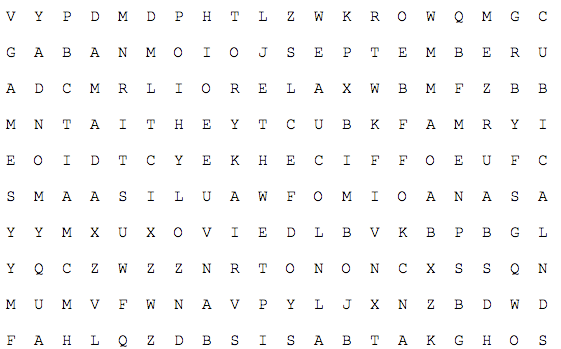 V Y P D M D P H T L Z W K R O W Q M G C
G A B A N M O I O J S E P T E M B E R U
A D C M R L I O R E L A X W B M F Z B B
M N T A I T H E Y T C U B K F A M R Y I
E O I D T C Y E K H E C I F F O E U F C
S M A A S I L U A W F O M I O A N A S A
Y Y M X U X O V I E D L B V K B P B G L
Y Q C Z W Z Z N R T O N O N C X S S Q N
M U M V F W N A V P Y L J X N Z B D W D
F A H L Q Z D B S I S A B T A K G H O S